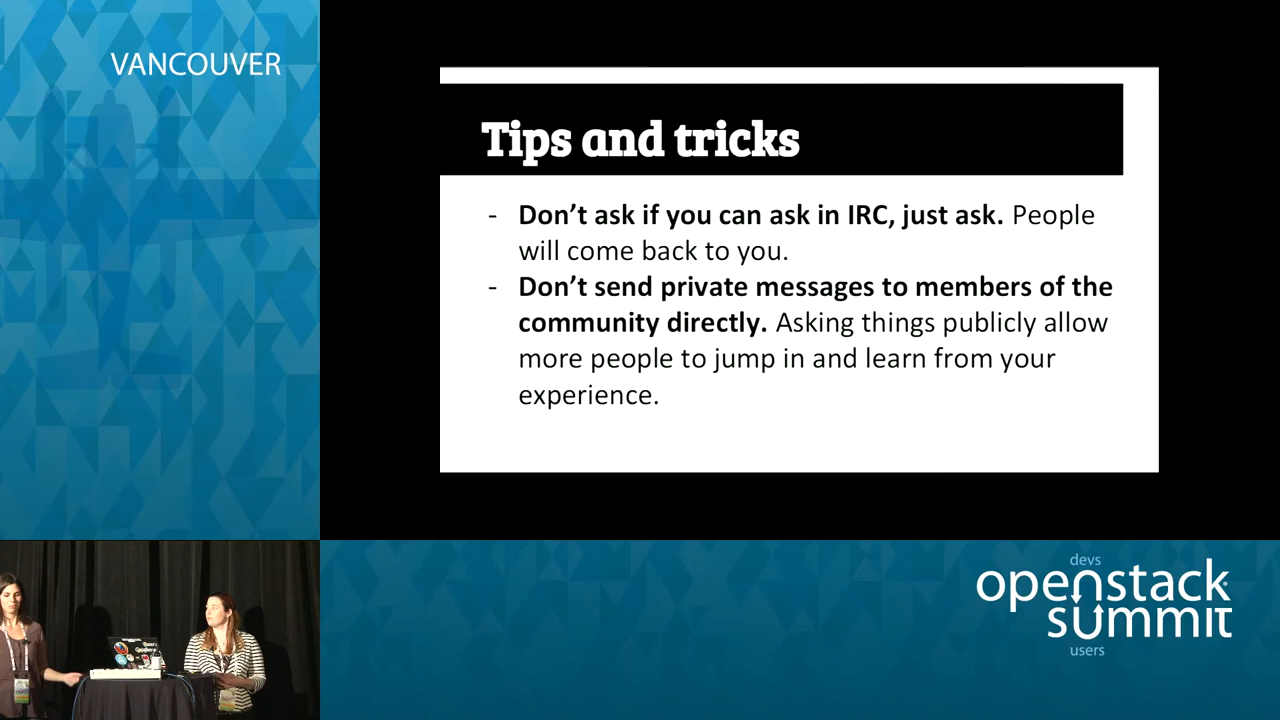 VANCOUVER
Tips and tricks
- Don’t ask if you can ask in IRC, just ask. People
will come back to you.
- Don’t send private messages to members of the
community directly. Asking things publicly allow
more people to jump in and learn from your
experience.
devs
openstack
summit
users